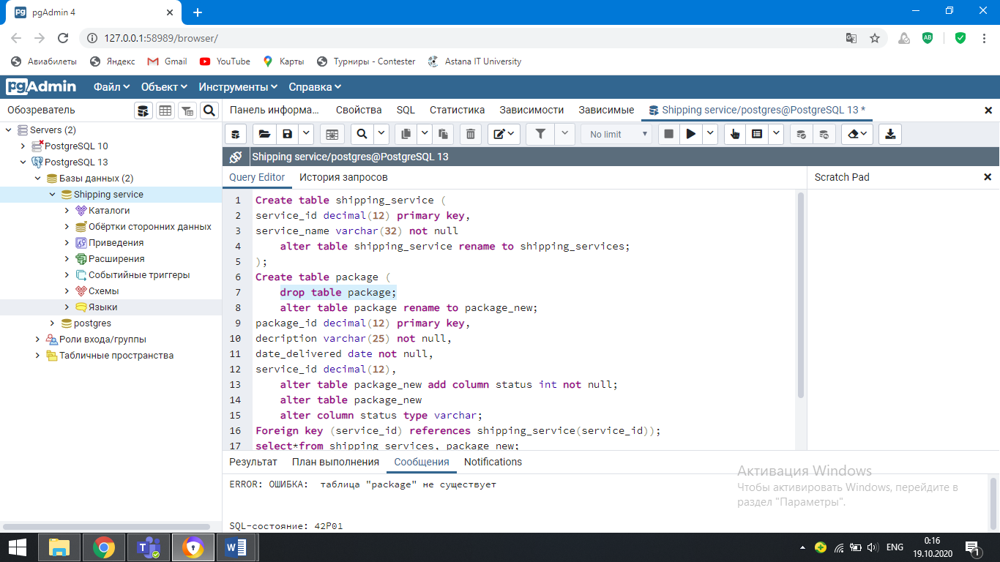 pgAdmin 4
127.0.0.1:58989/browser/
Авиабилеты Яндекс Gmail YouTube Карты Турниры - Contester Astana IT University
pgAdmin Файл Объект Инструменты Справка
Обозреватель
Панель информа... Свойства SQL Статистика Зависимости Зависимые Shipping service/postgres@PostgreSQL 13 *
No limit
Shipping service/postgres@PostgreSQL 13
Servers (2)
PostgreSQL 10
PostgreSQL 13
Базы данных (2)
Shipping service
Каталоги
Обёртки сторонних данных
Приведения
Расширения
Событийные триггеры
Схемы
Языки
postgres
Роли входа/группы
Табличные пространства
Query Editor История запросов
Scratch Pad
1 Create table shipping_service (
2 service_id decimal(12) primary key,
3 service_name varchar(32) not null
4 alter table shipping_service rename to shipping_services;
5 );
6 Create table package (
7 drop table package;
8 alter table package rename to package_new;
9 package_id decimal(12) primary key,
10 decription varchar(25) not null,
11 date_delivered date not null,
12 service_id decimal(12),
13 alter table package_new add column status int not null;
14 alter table package_new
15 alter column status type varchar;
16 Foreign key (service_id) references shipping_service(service_id));
17 select*from shipping_services, package_new;
Результат План выполнения Сообщения Notifications
ERROR: ОШИБКА: таблица "package" не существует
SQL-состояние: 42P01
Активация Windows
Чтобы активировать Windows, перейдите в
раздел "Параметры".
ENG
0:16
19.10.2020
1